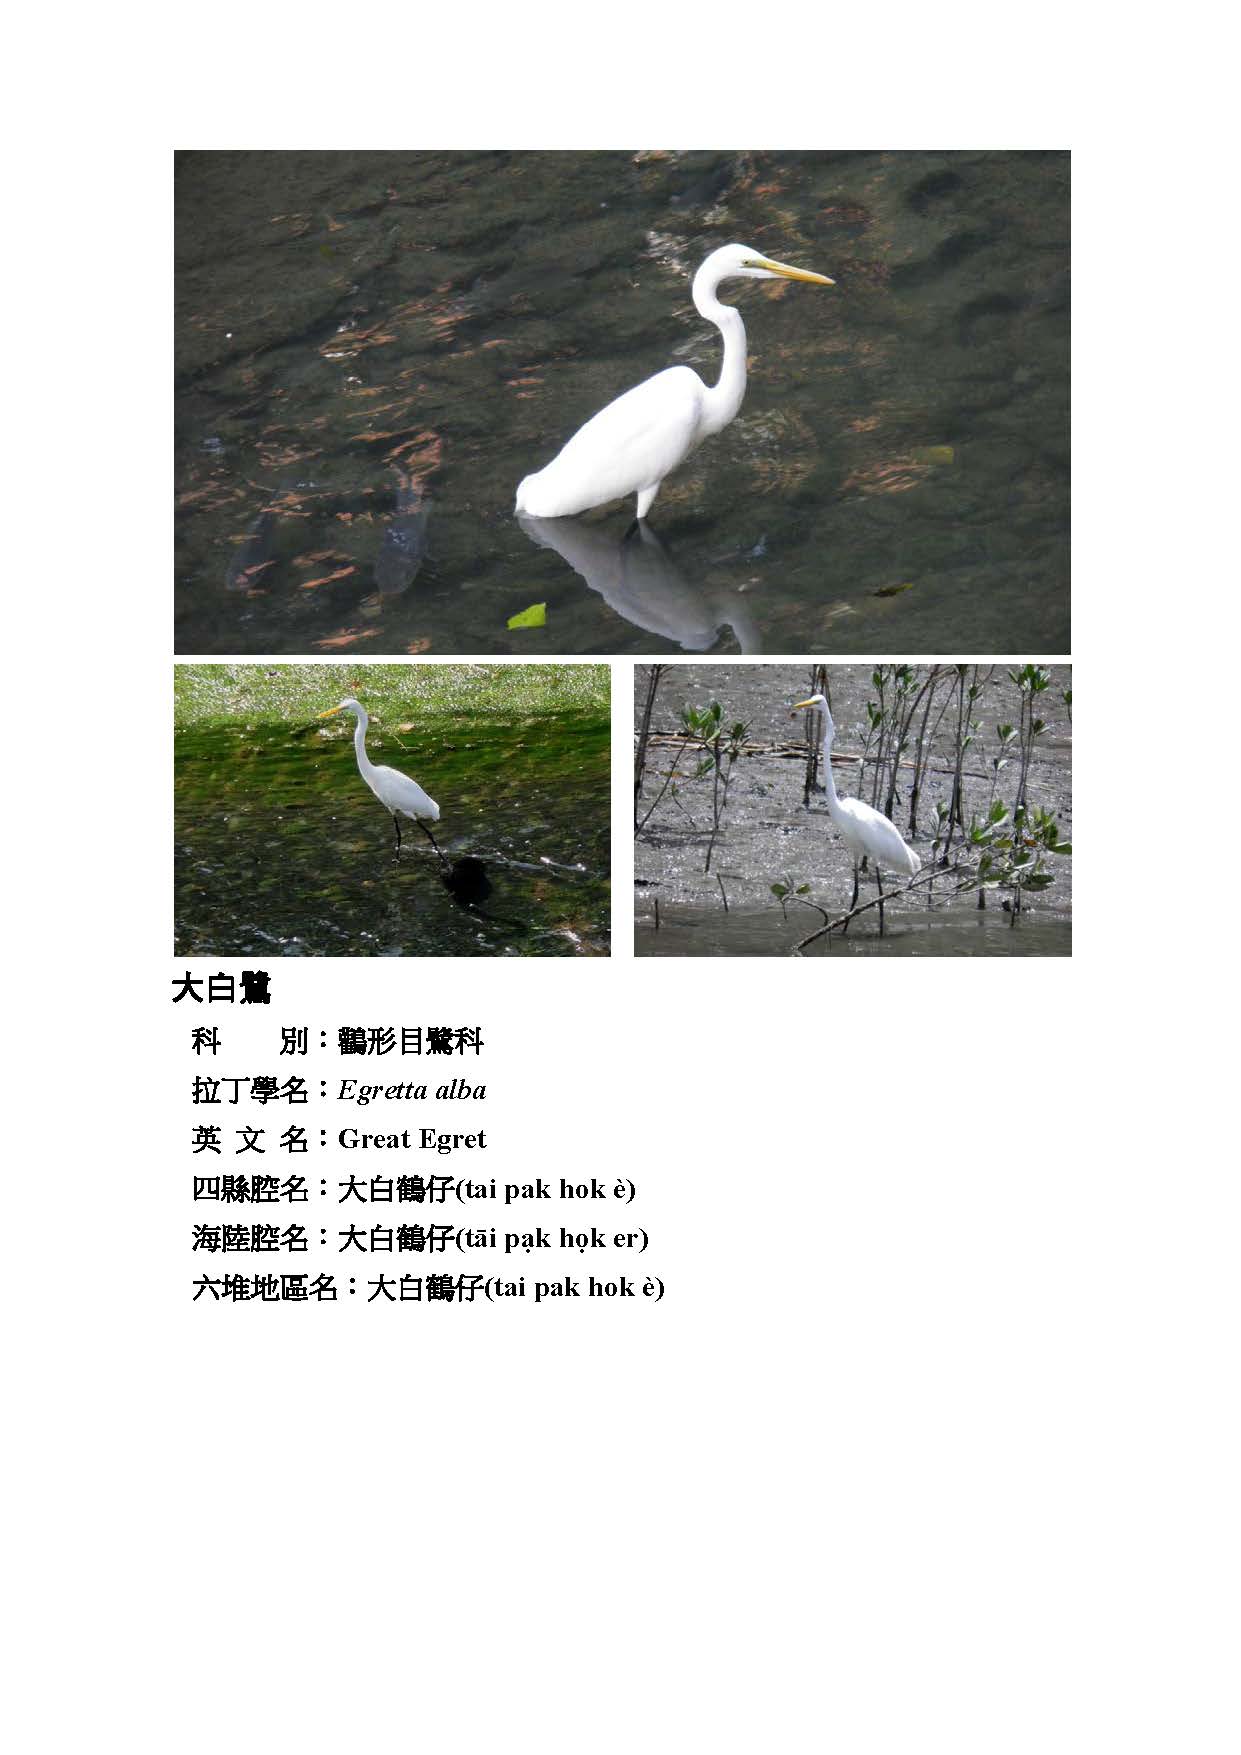 大白鷺
科　　別：鸛形目鷺科
拉丁學名：Egretta alba
英 文 名：Great Egret
四縣腔名：大白鶴仔(tai pak hok è)
海陸腔名：大白鶴仔(tāi pạk họk er)
六堆地區名：大白鶴仔(tai pak hok è)